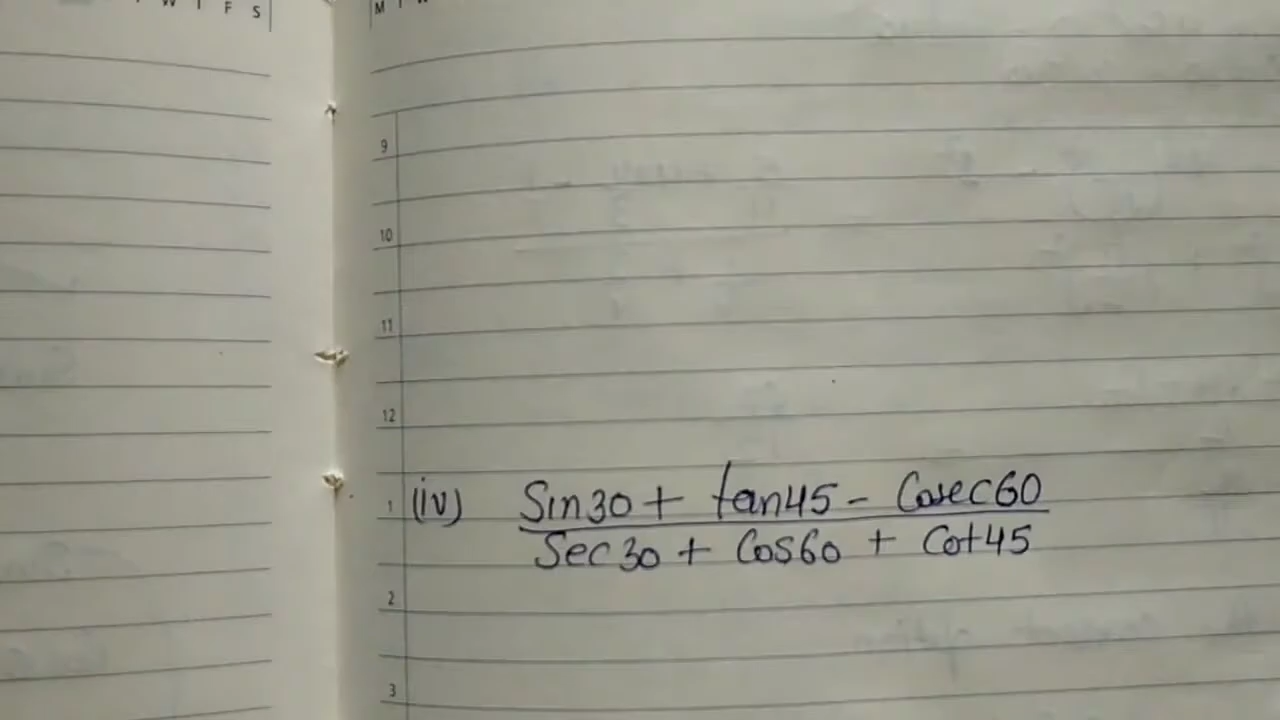 W T F S
M
9
10
11
12
1 (iv) Sin30 + tan45 - Cosec60
Sec30 + Cos60 + Cot45
2
3